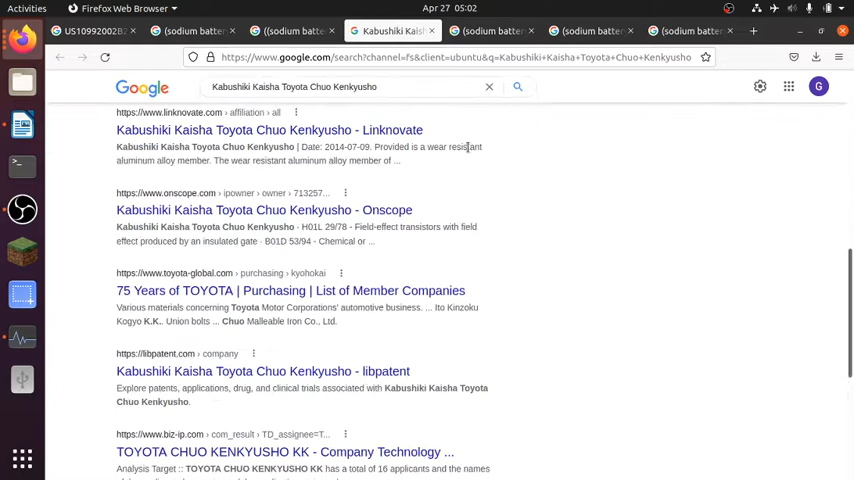 Activities
Firefox Web Browser
Apr 27 05:02
US10992002B2
(sodium batter
((sodium batter
Kabushiki Kais
(sodium batter
(sodium batter
(sodium batter
https://www.google.com/search?channel=fs&client=ubuntu&q=Kabushiki+Kaisha+Toyota+Chuo+Kenkyusho
Google
Kabushiki Kaisha Toyota Chuo Kenkyusho
G
https://www.linknovate.com › affiliation › all
Kabushiki Kaisha Toyota Chuo Kenkyusho - Linknovate
Kabushiki Kaisha Toyota Chuo Kenkyusho | Date: 2014-07-09. Provided is a wear resistant
aluminum alloy member. The wear resistant aluminum alloy member of ...
https://www.onscope.com › ipowner › owner › 713257...
Kabushiki Kaisha Toyota Chuo Kenkyusho - Onscope
Kabushiki Kaisha Toyota Chuo Kenkyusho · H01L 29/78 - Field-effect transistors with field
effect produced by an insulated gate · B01D 53/94 - Chemical or ...
https://www.toyota-global.com › purchasing › kyohokai
75 Years of TOYOTA | Purchasing | List of Member Companies
Various materials concerning Toyota Motor Corporations' automotive business. ... Ito Kinzoku
Kogyo K.K.. Union bolts ... Chuo Malleable Iron Co., Ltd.
https://libpatent.com › company
Kabushiki Kaisha Toyota Chuo Kenkyusho - libpatent
Explore patents, applications, drug, and clinical trials associated with Kabushiki Kaisha Toyota
Chuo Kenkyusho.
https://www.biz-ip.com › com_result › TD_assignee=T...
TOYOTA CHUO KENKYUSHO KK - Company Technology ...
Analysis Target :: TOYOTA CHUO KENKYUSHO KK has a total of 16 applicants and the names